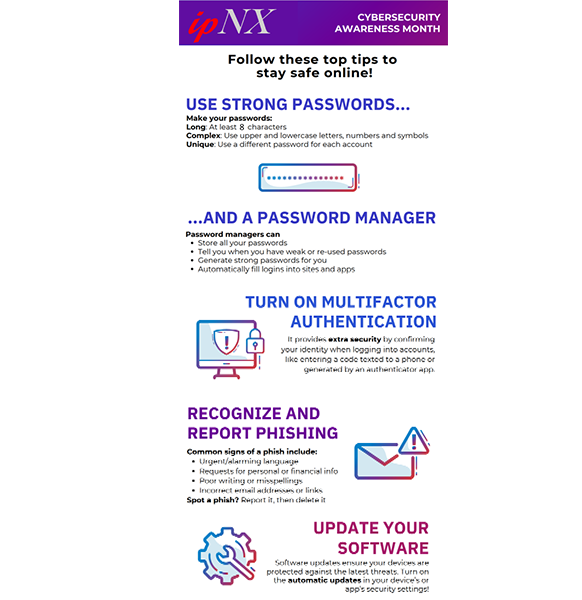 ipNX
CYBERSECURITY
AWARENESS MONTH
Follow these top tips to
stay safe online!
USE STRONG PASSWORDS...
Make your passwords:
Long: At least 8 characters
Complex: Use upper and lowercase letters, numbers and symbols
Unique: Use a different password for each account
...AND A PASSWORD MANAGER
Password managers can
• Store all your passwords
• Tell you when you have weak or re-used passwords
• Generate strong passwords for you
• Automatically fill logins into sites and apps
TURN ON MULTIFACTOR
AUTHENTICATION
It provides extra security by confirming
your identity when logging into accounts,
like entering a code texted to a phone or
generated by an authenticator app.
RECOGNIZE AND
REPORT PHISHING
Common signs of a phish include:
• Urgent/alarming language
• Requests for personal or financial info
• Poor writing or misspellings
• Incorrect email addresses or links
Spot a phish? Report it, then delete it
UPDATE YOUR
SOFTWARE
Software updates ensure your devices are
protected against the latest threats. Turn on
the automatic updates in your device's or
app's security settings!